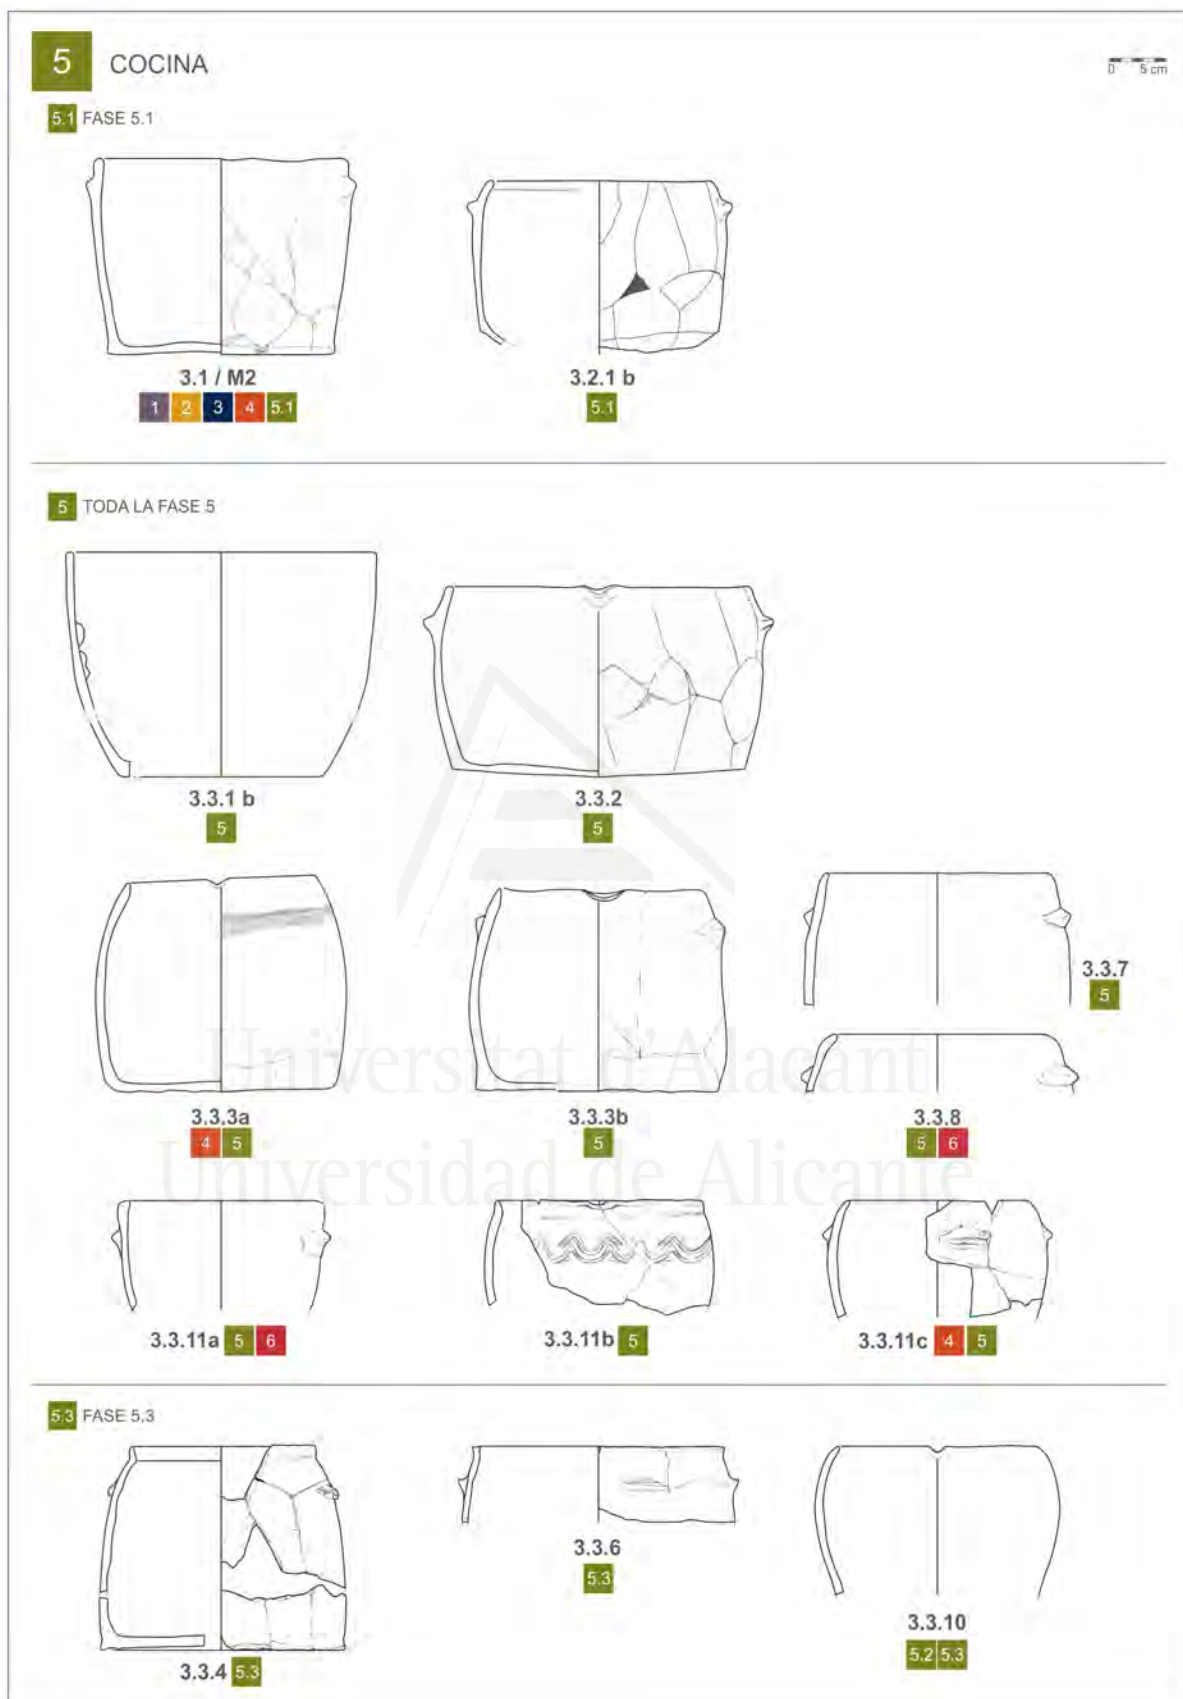 5 COCINA
0 5 cm
5.1 FASE 5.1
3.1 / M2
1 2 3 4 5.1
3.2.1 b
5.1
5 TODA LA FASE 5
3.3.1 b
5
3.3.2
5
3.3.3a
4 5
3.3.3b
5
3.3.7
5
3.3.8
5 6
Universitat d'Alacant
Universidad de Alicante
3.3.11a 5 6
3.3.11b 5
3.3.11c 4 5
5.3 FASE 5.3
3.3.4 5.3
3.3.6
5.3
3.3.10
5.2 5.3